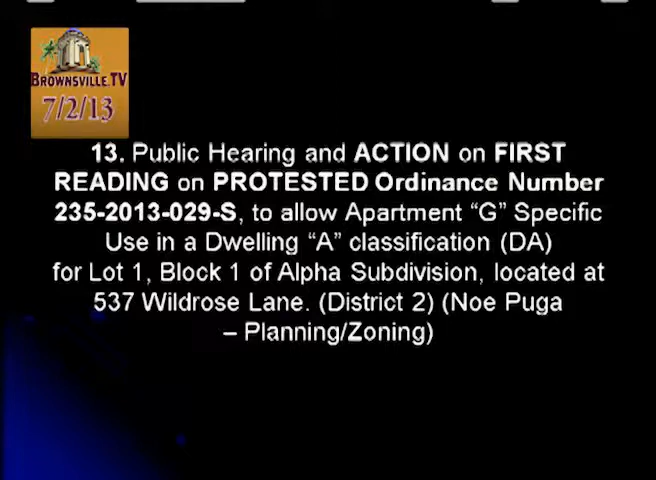 BROWNSVILLE.TV
7/2/13
13. Public Hearing and ACTION on FIRST
READING on PROTESTED Ordinance Number
235-2013-029-S, to allow Apartment “G” Specific
Use in a Dwelling “A” classification (DA)
for Lot 1, Block 1 of Alpha Subdivision, located at
537 Wildrose Lane. (District 2) (Noe Puga
– Planning/Zoning)